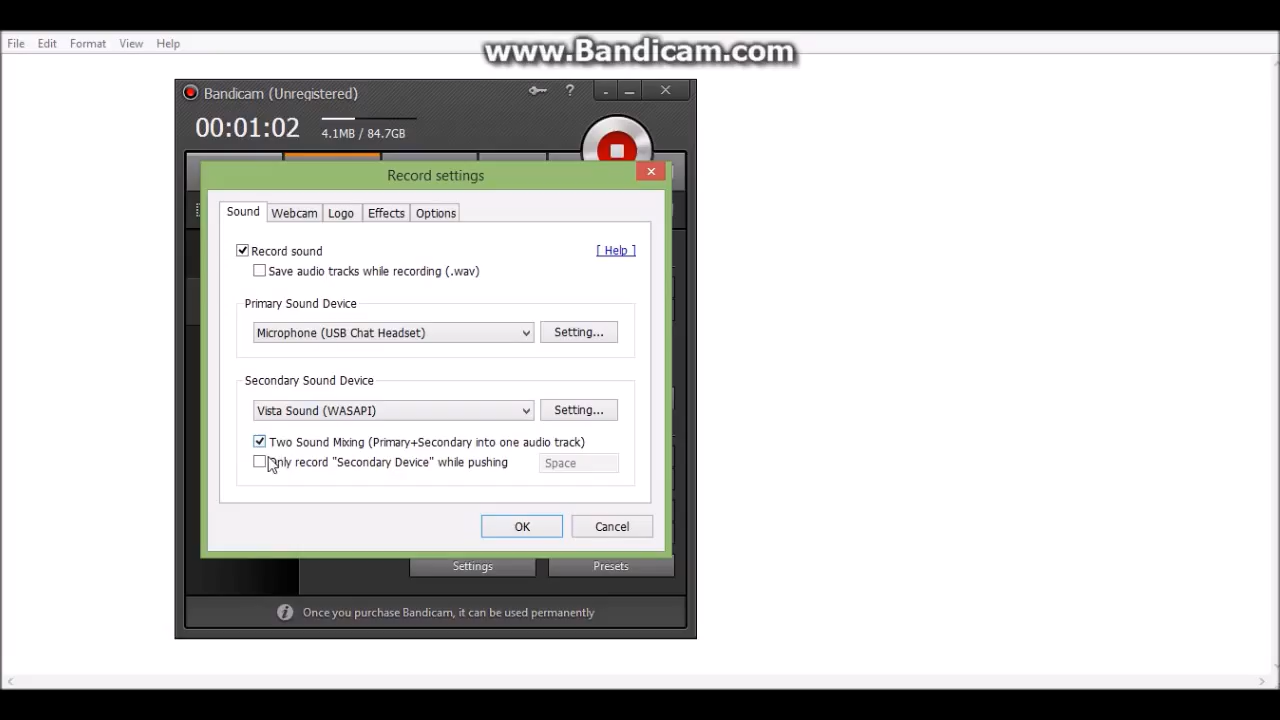 File Edit Format View Help
www.Bandicam.com
Bandicam (Unregistered)
?
00:01:02 4.1MB / 84.7GB
Record settings
Sound Webcam Logo Effects Options
Record sound [ Help ]
Save audio tracks while recording (.wav)
Primary Sound Device
Microphone (USB Chat Headset) Setting...
Secondary Sound Device
Vista Sound (WASAPI) Setting...
Two Sound Mixing (Primary+Secondary into one audio track)
Only record "Secondary Device" while pushing Space
OK Cancel
Settings Presets
Once you purchase Bandicam, it can be used permanently